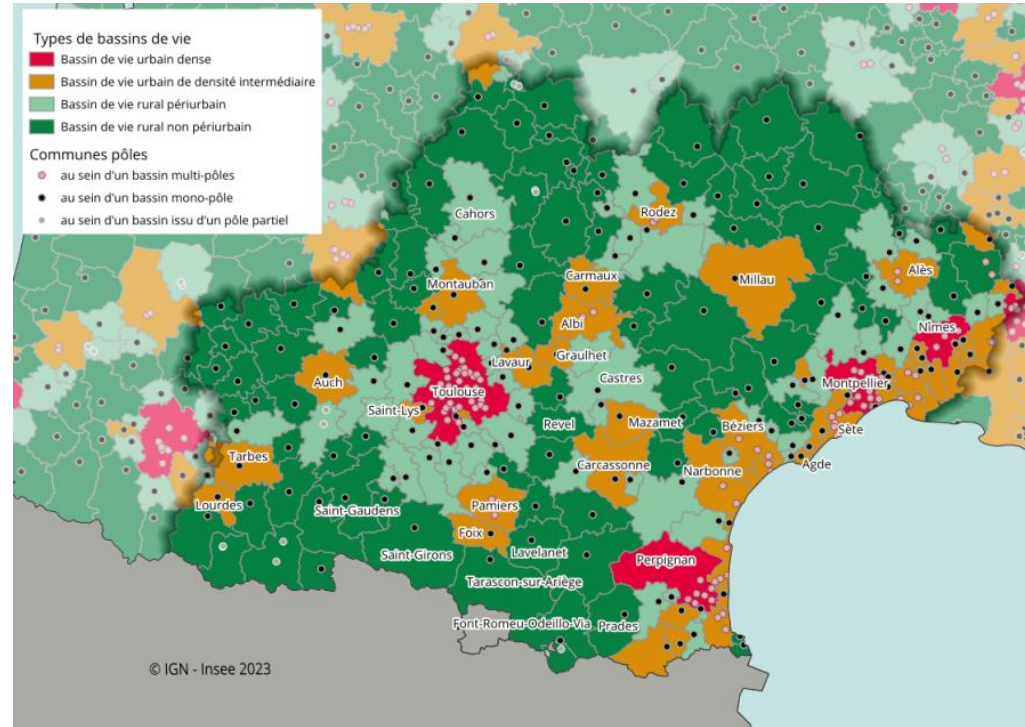 Types de bassins de vie
Bassin de vie urbain dense
Bassin de vie urbain de densité intermédiaire
Bassin de vie rural périurbain
Bassin de vie rural non périurbain
Communes pôles
au sein d'un bassin multi-pôles
au sein d'un bassin mono-pôle
au sein d'un bassin issu d'un pôle partiel
Cahors
Rodez
Montauban
Carmaux
Millau
Alès
Albi
Nîmes
Lavaur
Graulhet
Auch
Toulouse
Castres
Montpellier
Saint-Lys
Revel
Mazamet
Béziers
Sète
Tarbes
Carcassonne
Narbonne
Agde
Lourdes
Saint-Gaudens
Pamiers
Foix
Saint-Girons
Lavelanet
Perpignan
Tarascon-sur-Ariège
Font-Romeu-Odeillo-Via
Prades
© IGN - Insee 2023